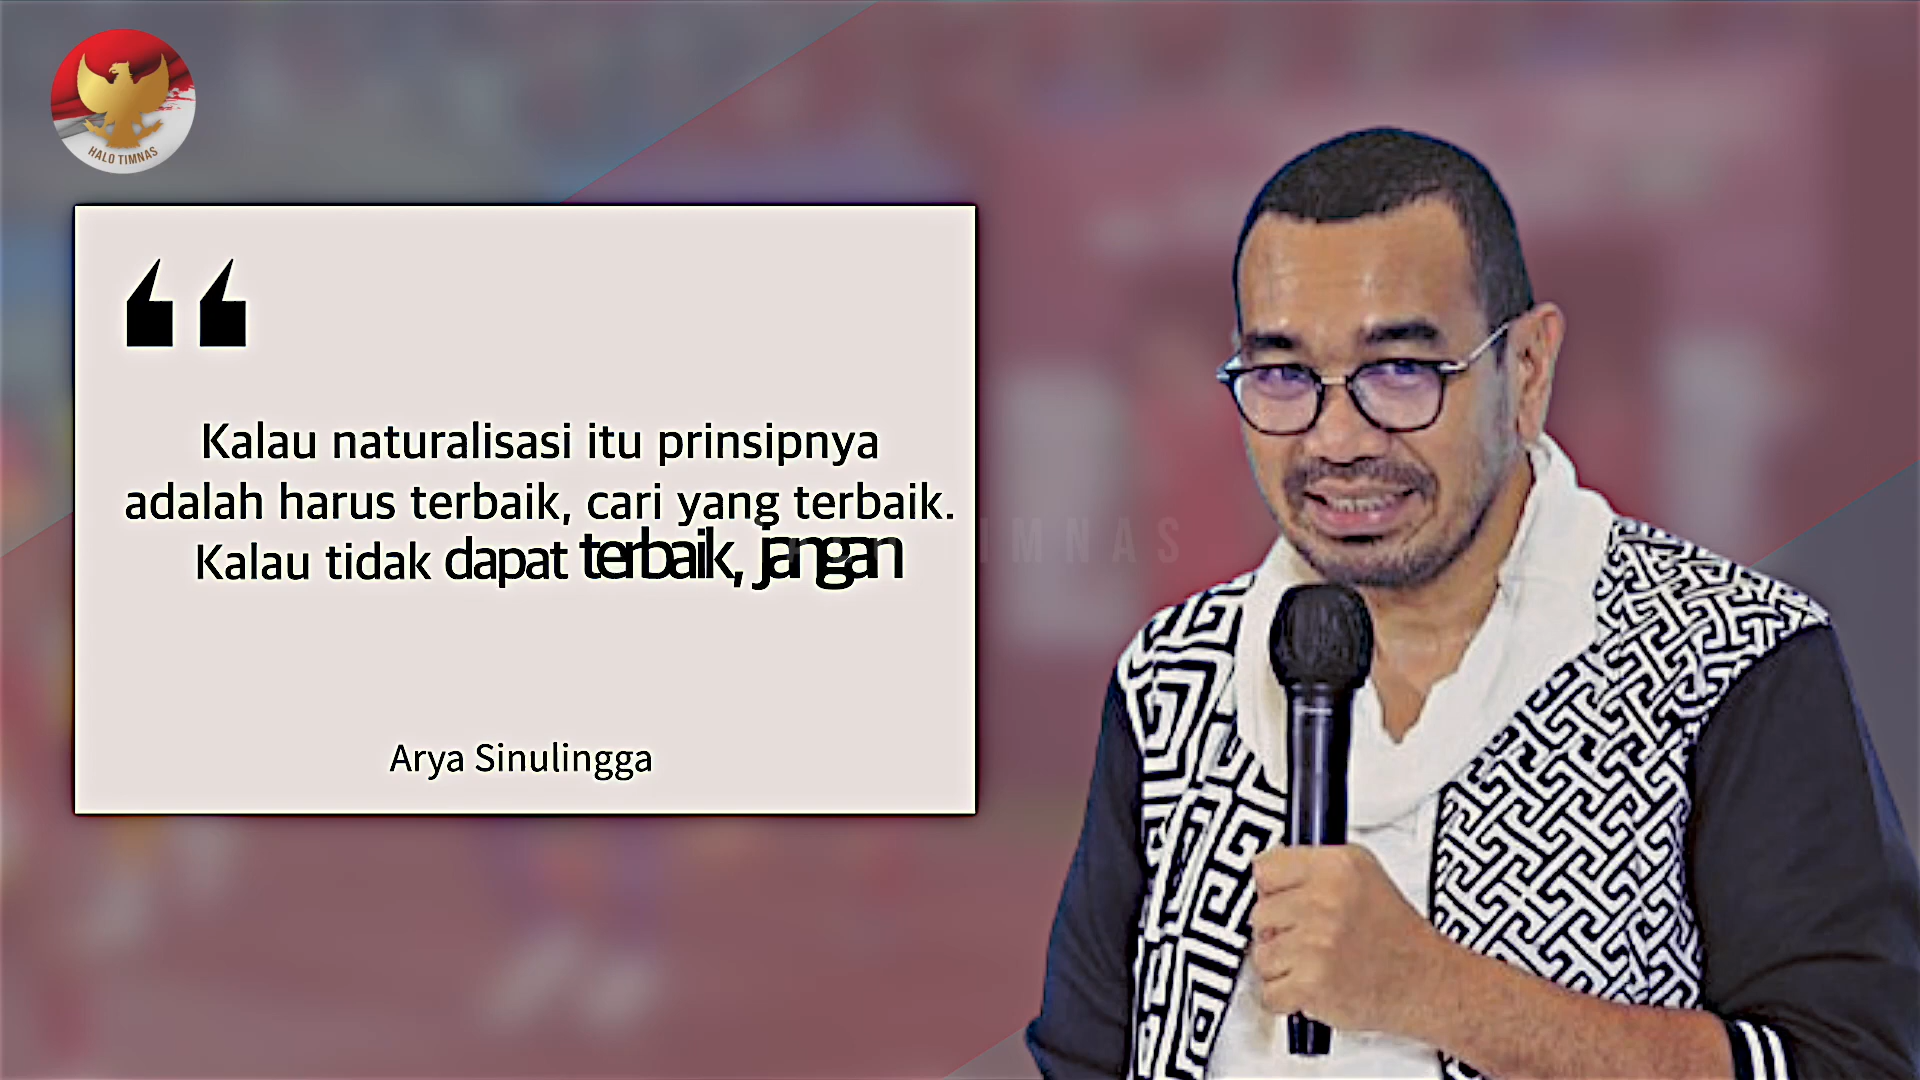 HALO TIMNAS
Kalau naturalisasi itu prinsipnya
adalah harus terbaik, cari yang terbaik.
Kalau tidak dapat terbaik, jangan
Arya Sinulingga